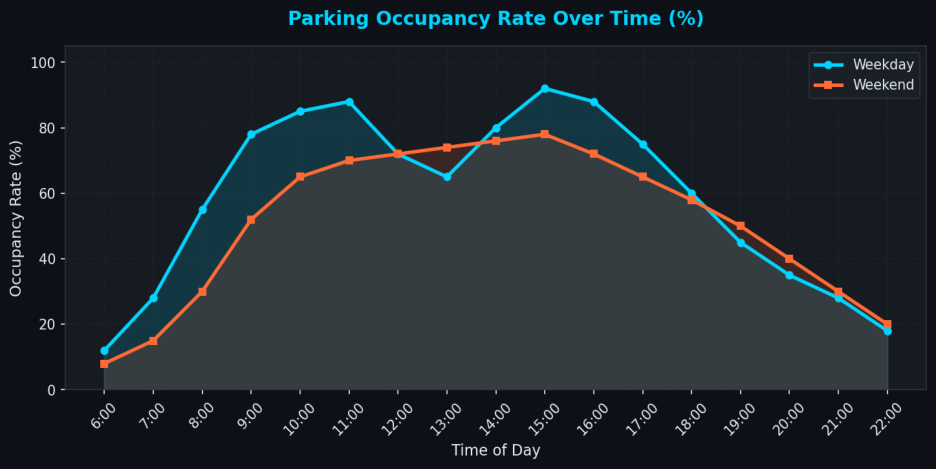 Parking Occupancy Rate Over Time (%)
Weekday
Weekend
Occupancy Rate (%)
100
80
60
40
20
0
6:00 7:00 8:00 9:00 10:00 11:00 12:00 13:00 14:00 15:00 16:00 17:00 18:00 19:00 20:00 21:00 22:00
Time of Day